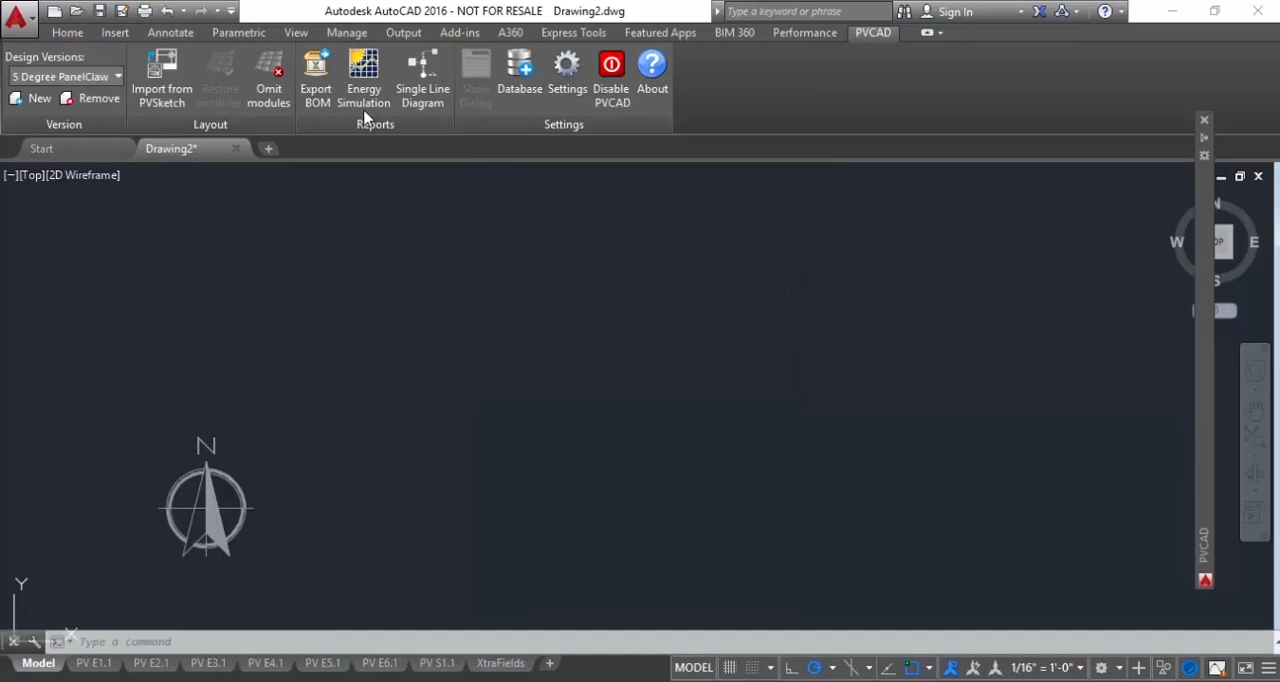 Autodesk AutoCAD 2016 - NOT FOR RESALE Drawing2.dwg
Type a keyword or phrase
Sign In
Home Insert Annotate Parametric View Manage Output Add-ins A360 Express Tools Featured Apps BIM 360 Performance PVCAD
Design Versions:
5 Degree PanelClaw
New Remove
Version
Import from
PVSketch
Restore
modules
Omit
modules
Layout
Export
BOM
Energy
Simulation
Single Line
Diagram
Reports
Show
Dialog
Database
Settings
Disable
PVCAD
About
Settings
Start Drawing2*
[−][Top][2D Wireframe]
N
W
E
S
N
PVCAD
Y
X
Type a command
Model PV E1.1 PV E2.1 PV E3.1 PV E4.1 PV E5.1 PV E6.1 PV S1.1 XtraFields
MODEL 1/16" = 1'-0"